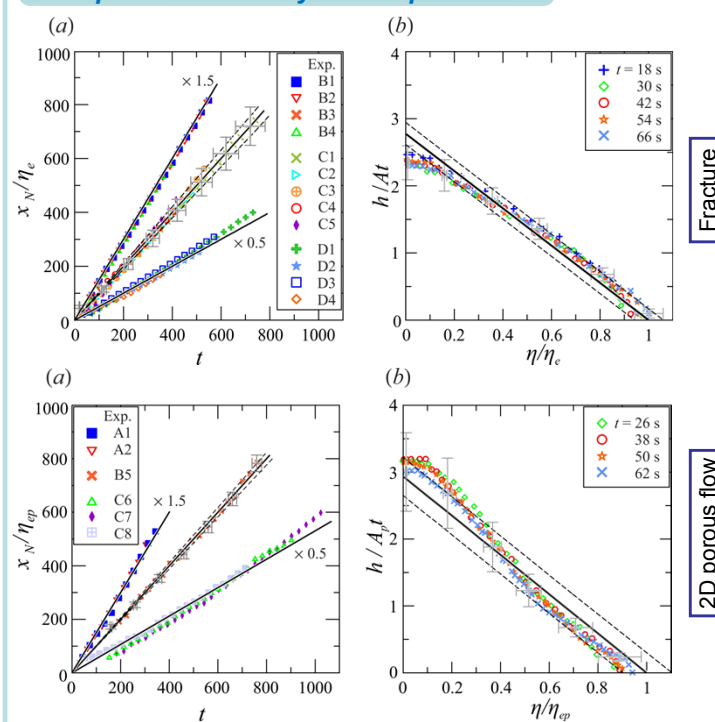 (a)
1000
800
600
400
200
0
x_N/η_e
0 200 400 600 800 1000
t
× 1.5
× 0.5
Exp.
B1
B2
B3
B4
C1
C2
C3
C4
C5
D1
D2
D3
D4
(b)
4
3
2
1
0
h/At
0 0.2 0.4 0.6 0.8 1.0
η/η_e
t = 18 s
30 s
42 s
54 s
66 s
Fracture
(a)
1000
800
600
400
200
0
x_N/η_ep
0 200 400 600 800 1000
t
× 1.5
× 0.5
Exp.
A1
A2
B5
C6
C7
C8
(b)
4
3
2
1
0
h/A_pt
0 0.2 0.4 0.6 0.8 1.0
η/η_ep
t = 26 s
38 s
50 s
62 s
2D porous flow